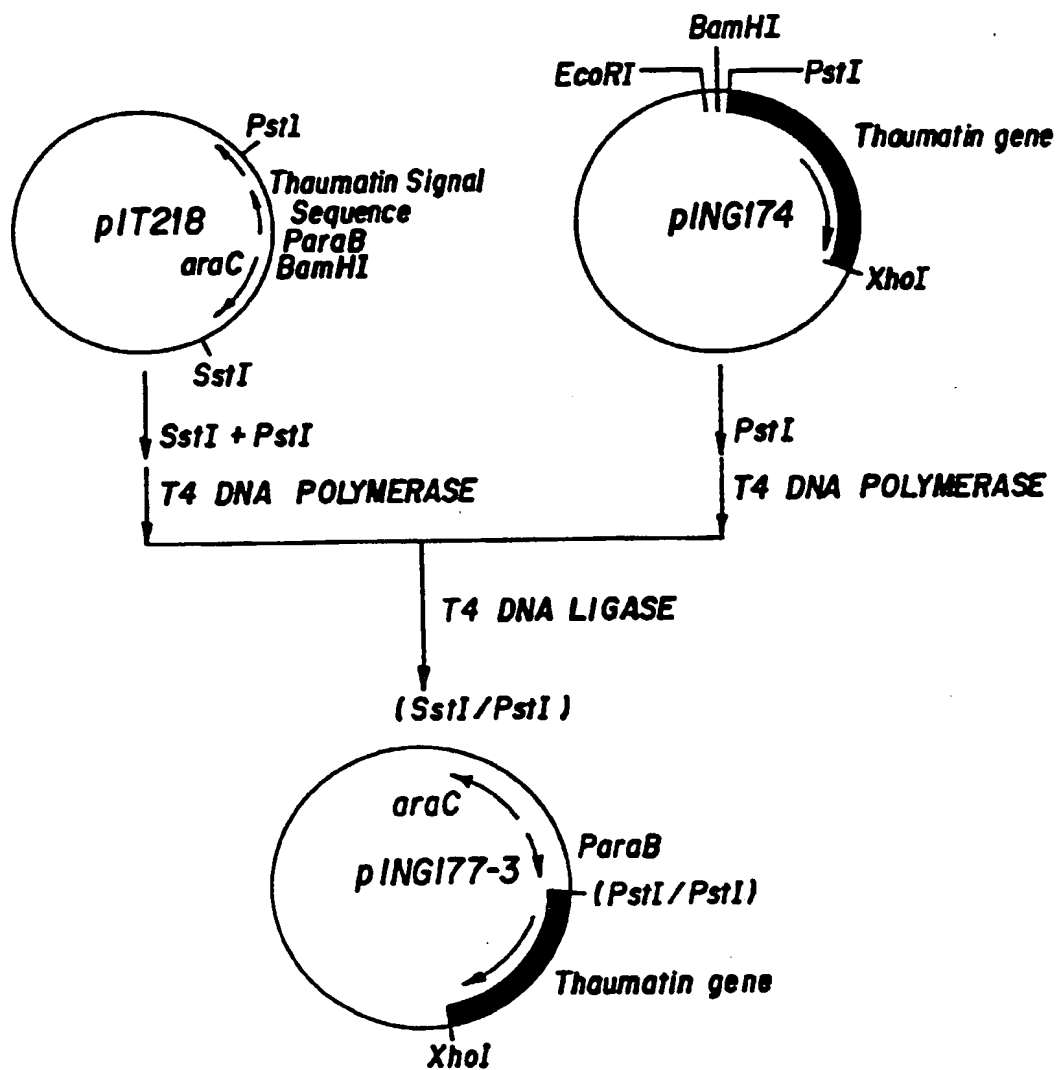 BamHI
EcoRI
PstI
PstI
Thaumatin gene
Thaumatin Signal
Sequence
pIT218
pING174
ParaB
araC
BamHI
XhoI
SstI
SstI + PstI
PstI
T4 DNA POLYMERASE
T4 DNA POLYMERASE
T4 DNA LIGASE
(SstI/PstI)
araC
ParaB
pING177-3
(PstI/PstI)
Thaumatin gene
XhoI